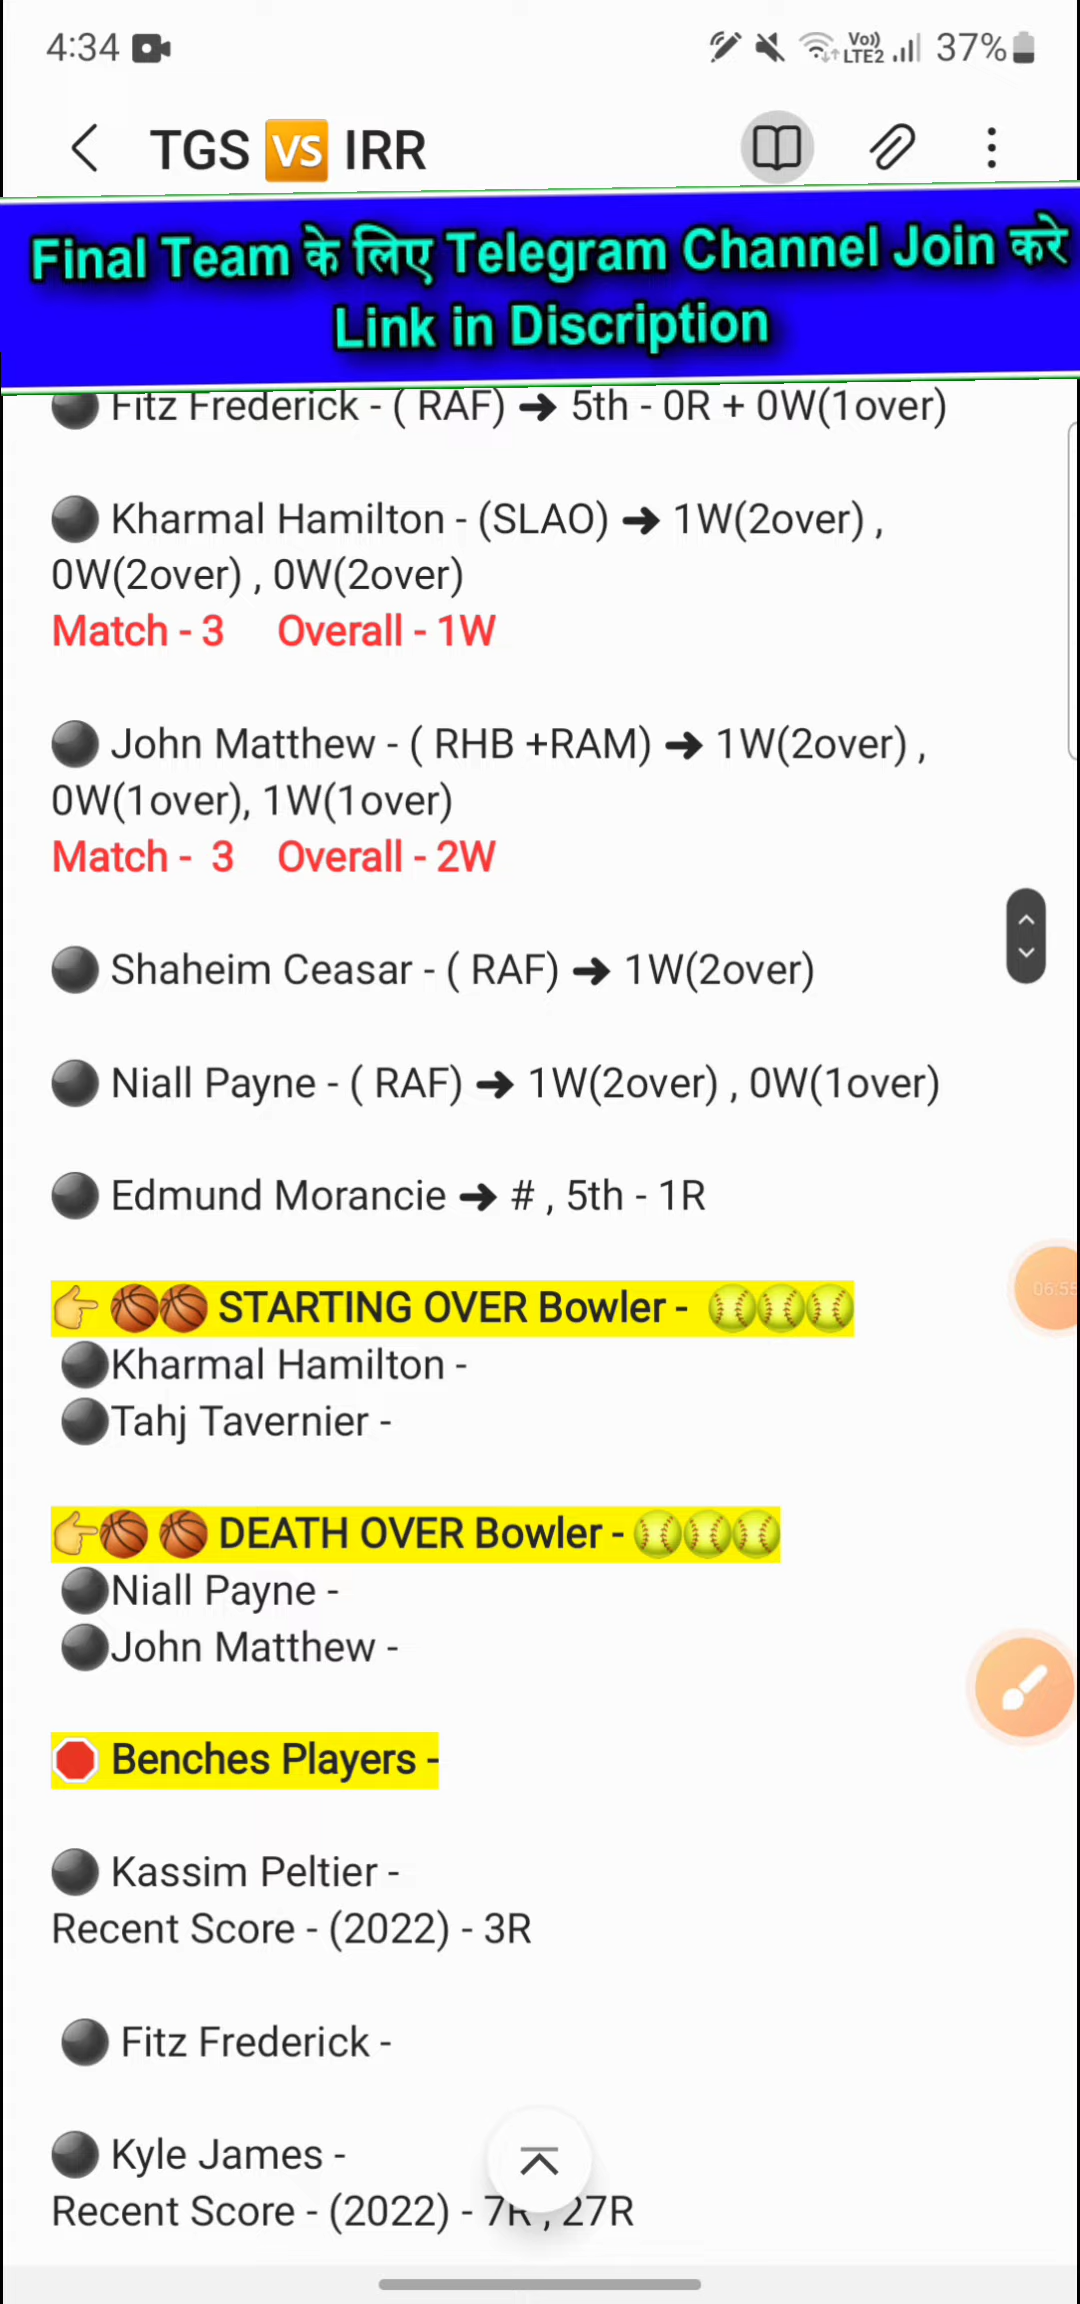 4:34 Vo)) LTE2 37%
TGS VS IRR
Final Team के लिए Telegram Channel Join करे
Link in Discription
Fitz Frederick - ( RAF) → 5th - 0R + 0W(1over)
Kharmal Hamilton - (SLAO) → 1W(2over) ,
0W(2over) , 0W(2over)
Match - 3 Overall - 1W
John Matthew - ( RHB +RAM) → 1W(2over) ,
0W(1over), 1W(1over)
Match - 3 Overall - 2W
Shaheim Ceasar - ( RAF) → 1W(2over)
Niall Payne - ( RAF) → 1W(2over) , 0W(1over)
Edmund Morancie → # , 5th - 1R
06:55
STARTING OVER Bowler -
Kharmal Hamilton -
Tahj Tavernier -
DEATH OVER Bowler -
Niall Payne -
John Matthew -
Benches Players -
Kassim Peltier -
Recent Score - (2022) - 3R
Fitz Frederick -
Kyle James -
Recent Score - (2022) - 7R , 27R